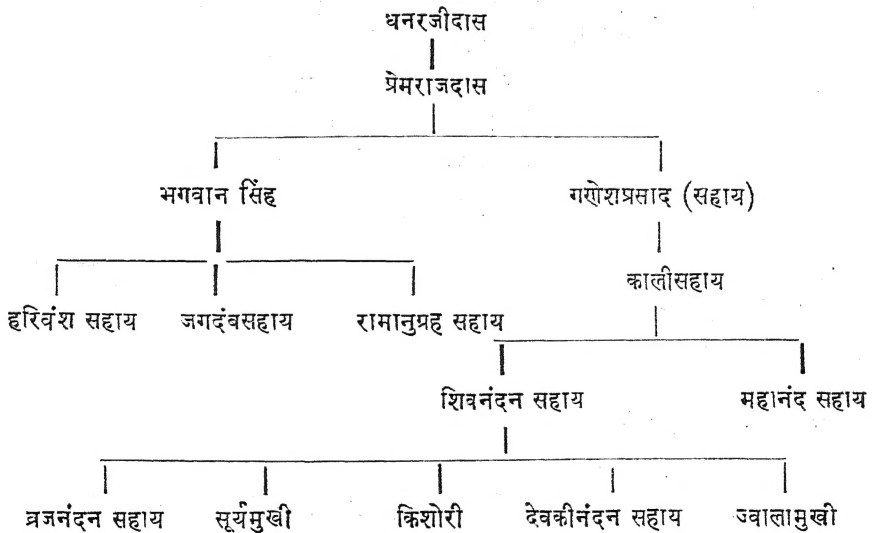 धनरजीदास
प्रेमराजदास
भगवान सिंह गणेशप्रसाद (सहाय)
कालीसहाय
हरिवंश सहाय जगदंबसहाय रामानुग्रह सहाय
शिवनंदन सहाय महानंद सहाय
व्रजनंदन सहाय सूर्यमुखी किशोरी देवकीनंदन सहाय ज्वालामुखी